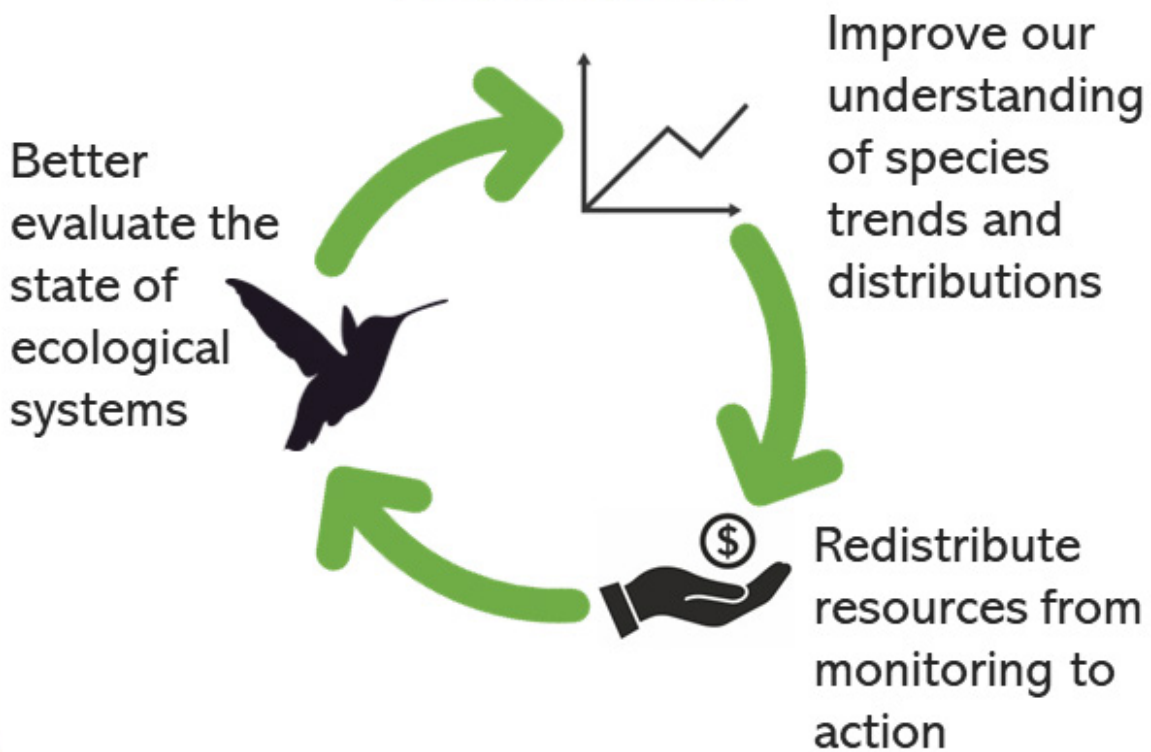 Improve our
understanding
of species
trends and
distributions
Better
evaluate the
state of
ecological
systems
$
Redistribute
resources from
monitoring to
action